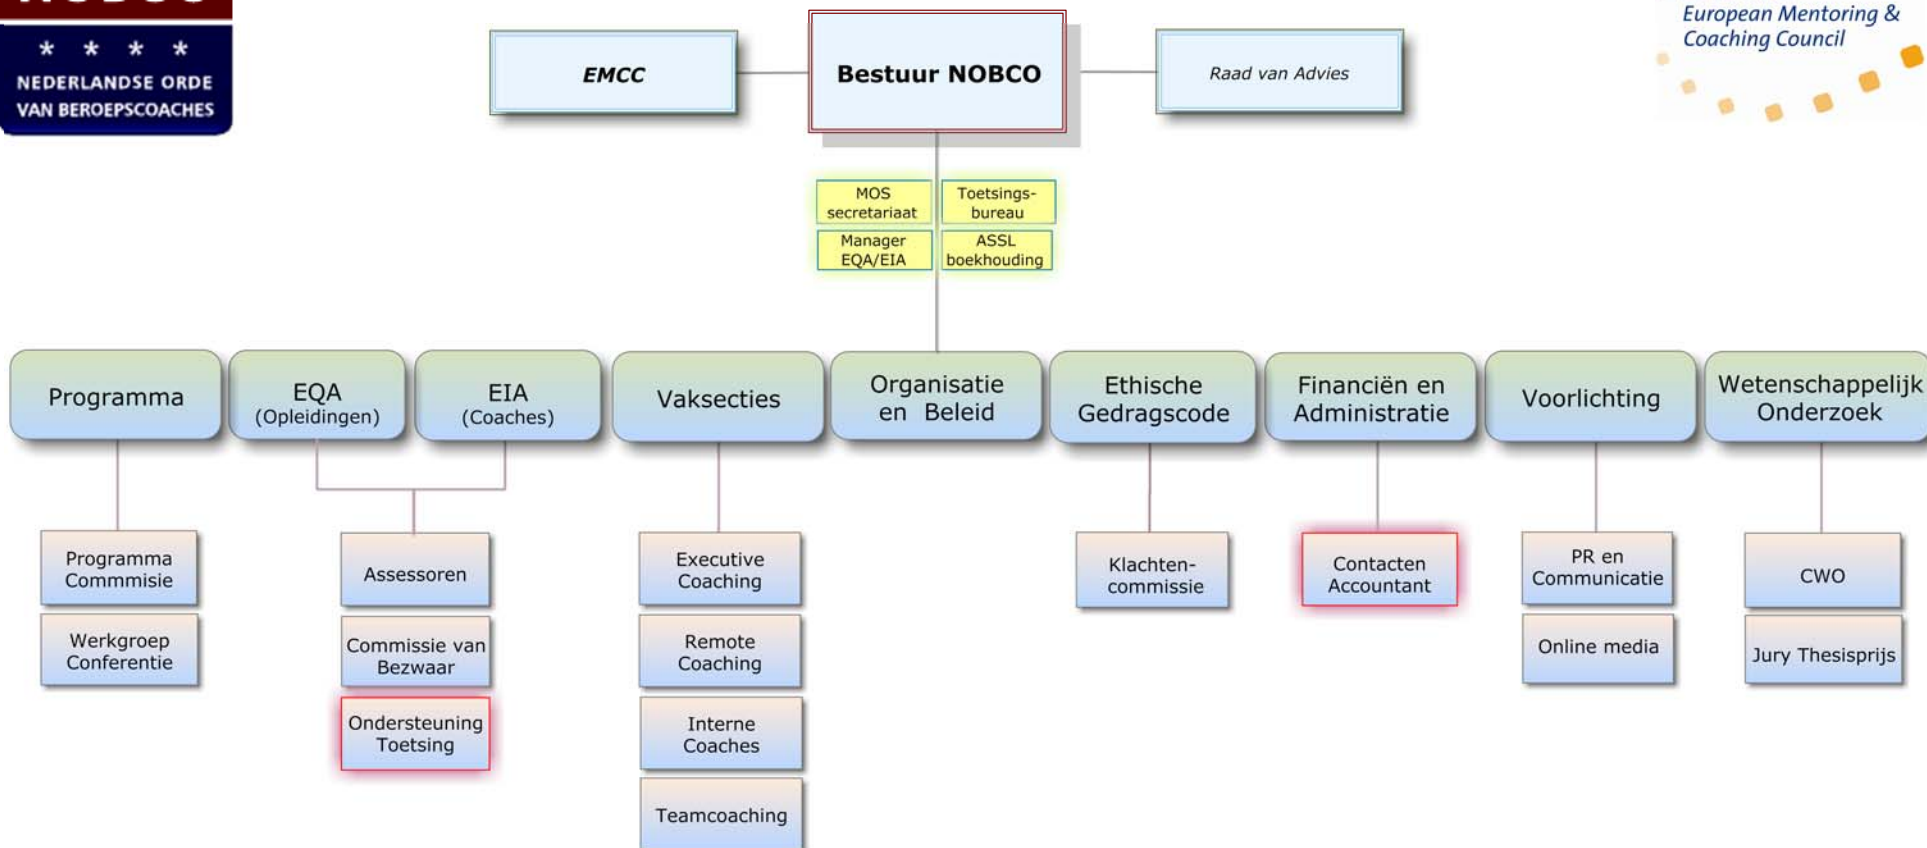 NOBCO
* * * *
NEDERLANDSE ORDE
VAN BEROEPSCOACHES
EMCC
Bestuur NOBCO
Raad van Advies
European Mentoring &
Coaching Council
MOS
secretariaat
Toetsings-
bureau
Manager
EQA/EIA
ASSL
boekhouding
Programma
EQA
(Opleidingen)
EIA
(Coaches)
Vaksecties
Organisatie
en Beleid
Ethische
Gedragscode
Financiën en
Administratie
Voorlichting
Wetenschappelijk
Onderzoek
Programma
Commmisie
Werkgroep
Conferentie
Assessoren
Commissie van
Bezwaar
Ondersteuning
Toetsing
Executive
Coaching
Remote
Coaching
Interne
Coaches
Teamcoaching
Klachten-
commissie
Contacten
Accountant
PR en
Communicatie
Online media
CWO
Jury Thesisprijs